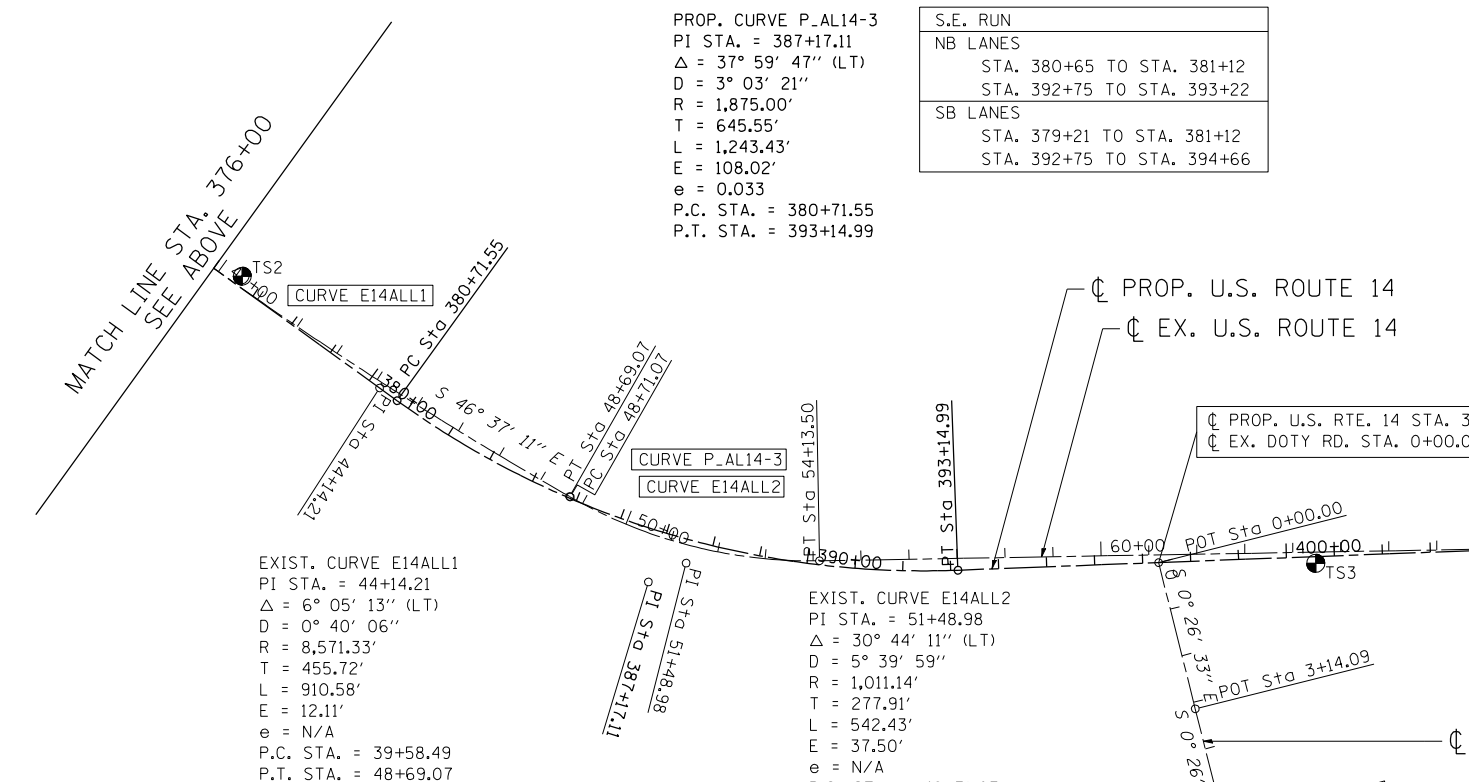 PROP. CURVE P_AL14-3
PI STA. = 387+17.11
Δ = 37° 59' 47'' (LT)
D = 3° 03' 21''
R = 1,875.00'
T = 645.55'
L = 1,243.43'
E = 108.02'
e = 0.033
P.C. STA. = 380+71.55
P.T. STA. = 393+14.99
S.E. RUN
NB LANES
STA. 380+65 TO STA. 381+12
STA. 392+75 TO STA. 393+22
SB LANES
STA. 379+21 TO STA. 381+12
STA. 392+75 TO STA. 394+66
MATCH LINE STA. 376+00
SEE ABOVE
TS2
40+00
CURVE E14ALL1
PC Sta 380+71.55
380+00
PI Sta 44+14.21
S 46° 37' 11'' E
PT Sta 48+69.07
PC Sta 48+71.07
CURVE P_AL14-3
CURVE E14ALL2
50+00
PI Sta 51+48.98
PI Sta 387+17.11
PT Sta 54+13.50
390+00
PT Sta 393+14.99
℄ PROP. U.S. ROUTE 14
℄ EX. U.S. ROUTE 14
℄ PROP. U.S. RTE. 14 STA. 3
℄ EX. DOTY RD. STA. 0+00.0
60+00
POT Sta 0+00.00
400+00
TS3
S 0° 26' 33'' E
POT Sta 3+14.09
S 0° 26'
℄
EXIST. CURVE E14ALL1
PI STA. = 44+14.21
Δ = 6° 05' 13'' (LT)
D = 0° 40' 06''
R = 8,571.33'
T = 455.72'
L = 910.58'
E = 12.11'
e = N/A
P.C. STA. = 39+58.49
P.T. STA. = 48+69.07
EXIST. CURVE E14ALL2
PI STA. = 51+48.98
Δ = 30° 44' 11'' (LT)
D = 5° 39' 59''
R = 1,011.14'
T = 277.91'
L = 542.43'
E = 37.50'
e = N/A